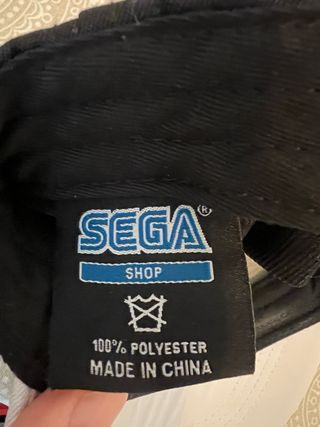 SEGA®
SHOP
100% POLYESTER
MADE IN CHINA